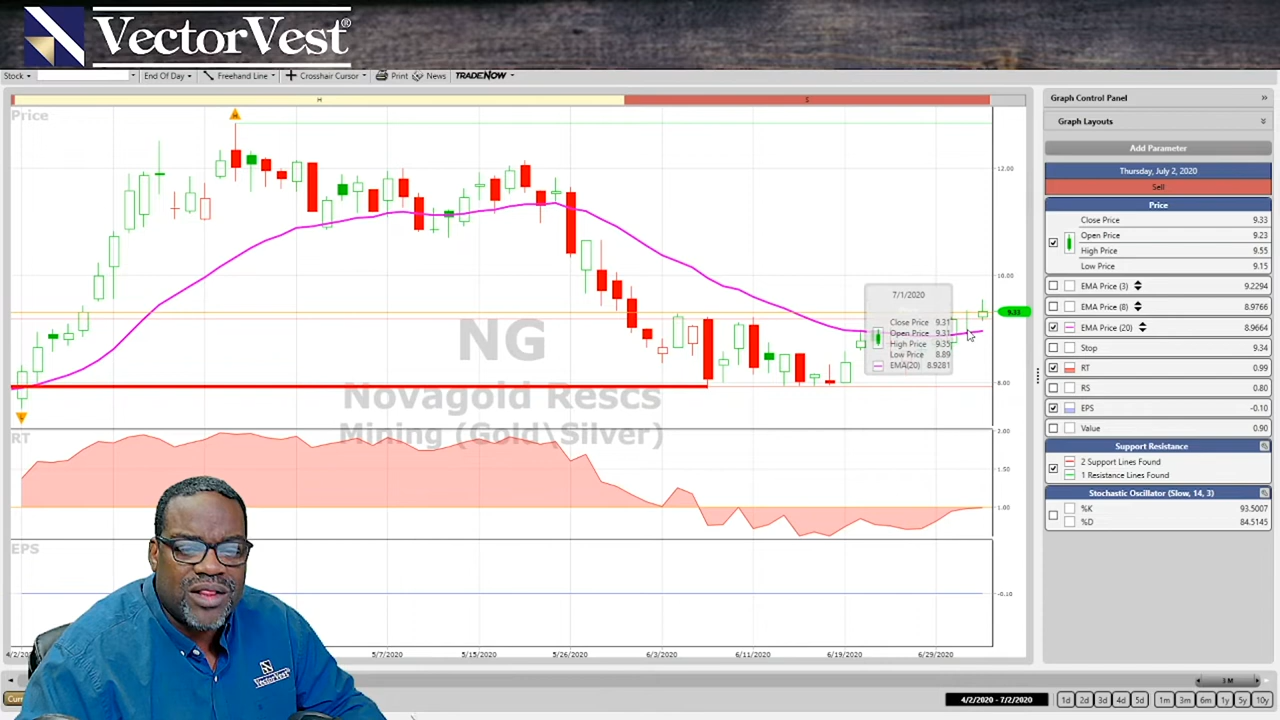 VectorVest®
Stock
End Of Day
Freehand Line
Crosshair Cursor
Print
News
TRADENOW
H
S
Price
12.00
10.00
8.00
9.33
7/1/2020
Close Price 9.31
Open Price 9.31
High Price 9.35
Low Price 8.89
EMA(20) 8.9281
NG
Novagold Rescs
Mining (Gold\Silver)
RT
2.00
1.50
1.00
EPS
-0.10
4/2/
5/7/2020
5/15/2020
5/26/2020
6/3/2020
6/11/2020
6/19/2020
6/29/2020
3 M
Curr
4/2/2020 - 7/2/2020
1d 2d 3d 4d 5d 1m 3m 6m 1y 5y 10y
VectorVest
Graph Control Panel
Graph Layouts
Add Parameter
Thursday, July 2, 2020
Sell
Price
Close Price 9.33
Open Price 9.23
High Price 9.55
Low Price 9.15
EMA Price (3) 9.2294
EMA Price (8) 8.9766
EMA Price (20) 8.9664
Stop 9.34
RT 0.99
RS 0.80
EPS -0.10
Value 0.90
Support Resistance
2 Support Lines Found
1 Resistance Lines Found
Stochastic Oscillator (Slow, 14, 3)
%K 93.5007
%D 84.5145